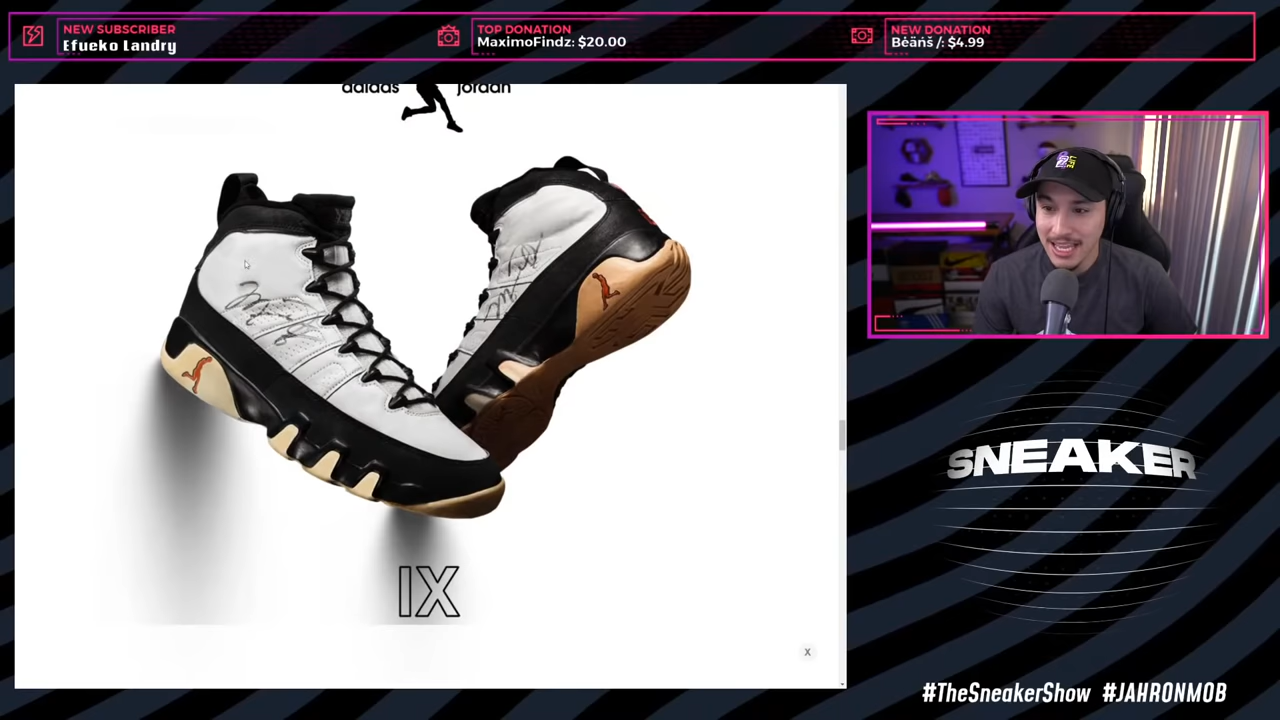 NEW SUBSCRIBER
Efueko Landry
TOP DONATION
MaximoFindz: $20.00
NEW DONATION
Bėäńš /: $4.99
adidas jordan
IX
X
SNEAKER
#TheSneakerShow #JAHRONMOB